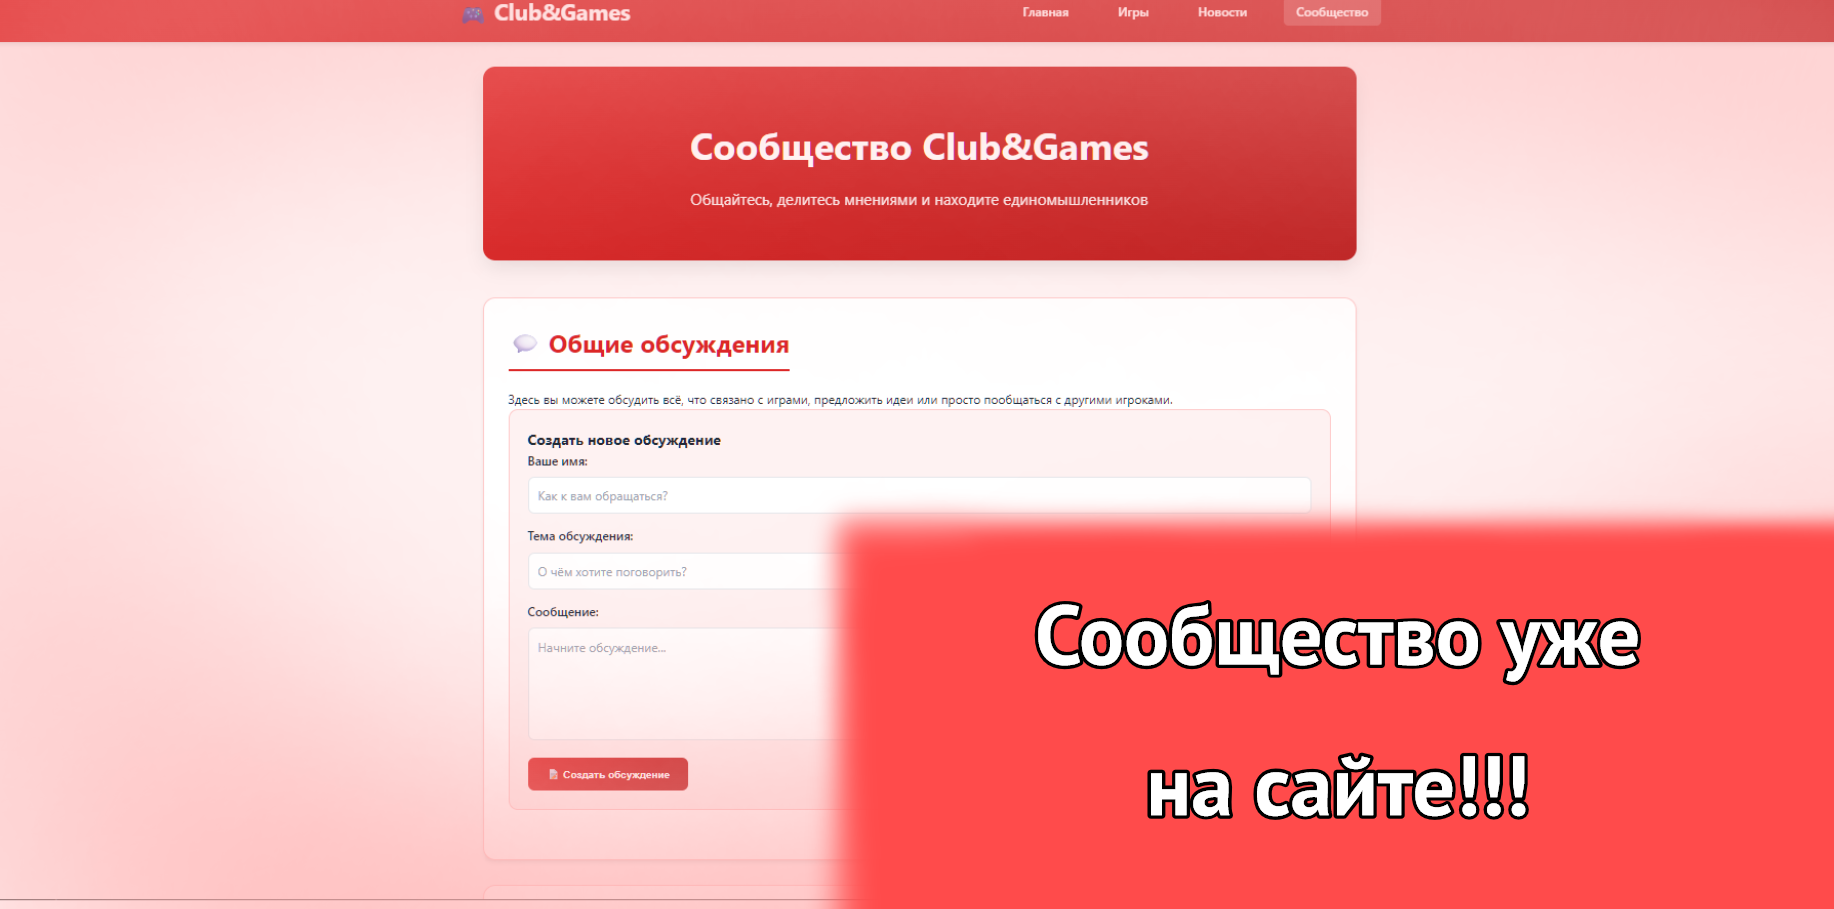 Club&Games
Главная
Игры
Новости
Сообщество
Сообщество Club&Games
Общайтесь, делитесь мнениями и находите единомышленников
Общие обсуждения
Здесь вы можете обсудить всё, что связано с играми, предложить идеи или просто пообщаться с другими игроками.
Создать новое обсуждение
Ваше имя:
Как к вам обращаться?
Тема обсуждения:
О чём хотите поговорить?
Сообщение:
Начните обсуждение...
Создать обсуждение
Сообщество уже
на сайте!!!